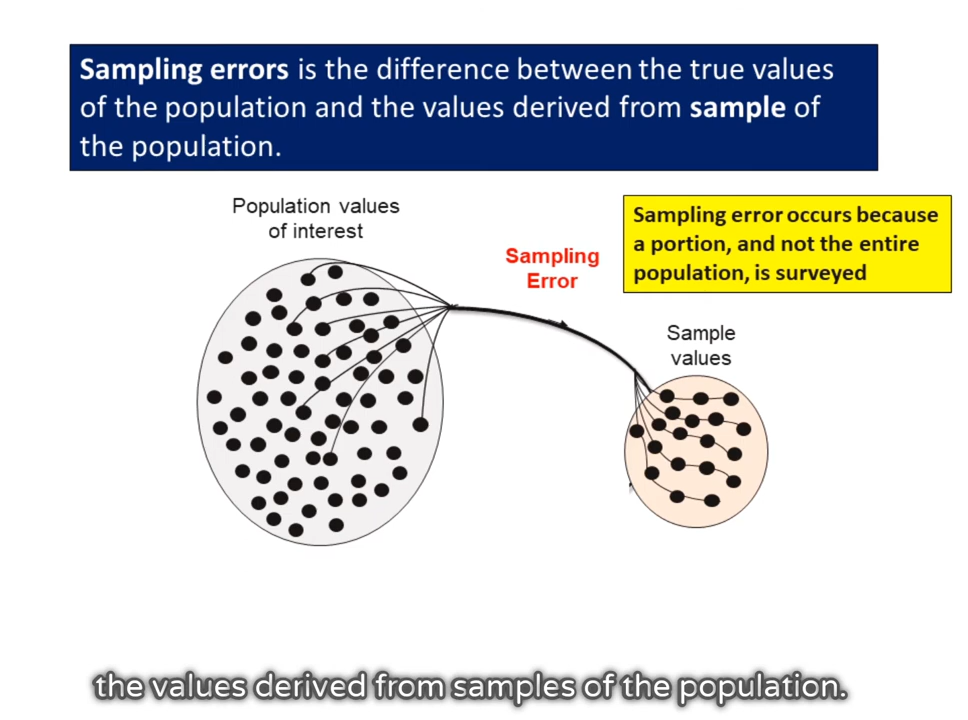 Sampling errors is the difference between the true values
of the population and the values derived from sample of
the population.
Population values
of interest
Sampling
Error
Sampling error occurs because
a portion, and not the entire
population, is surveyed
Sample
values
the values derived from samples of the population.